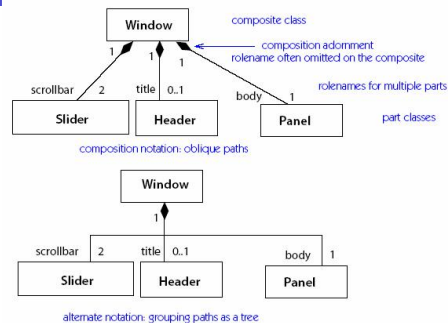 Window
composite class
1
1
1
composition adornment
rolename often omitted on the composite
rolenames for multiple parts
scrollbar
2
title
0..1
body
1
Slider
Header
Panel
part classes
composition notation: oblique paths
Window
1
scrollbar
2
title
0..1
body
1
Slider
Header
Panel
alternate notation: grouping paths as a tree